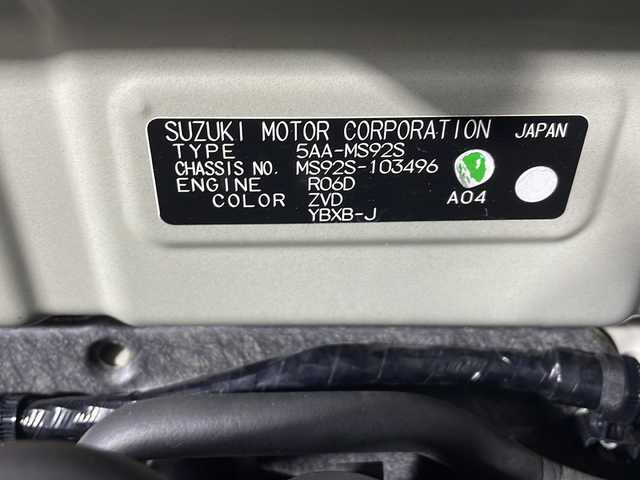 SUZUKI MOTOR CORPORATION JAPAN
TYPE 5AA-MS92S
CHASSIS NO. MS92S-103496
ENGINE R06D
COLOR ZVD A04
YBXB-J